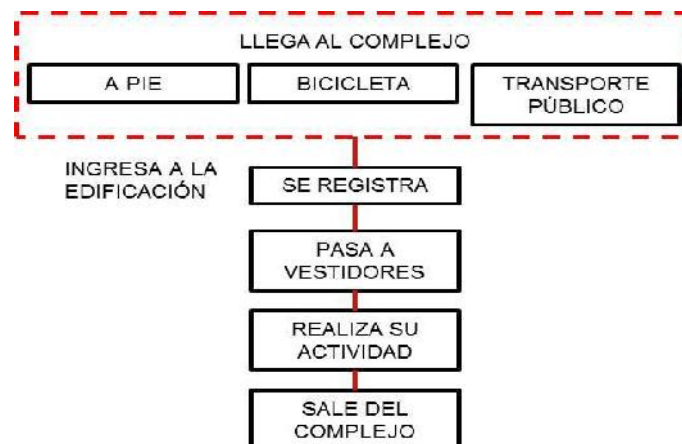 LLEGA AL COMPLEJO
A PIE
BICICLETA
TRANSPORTE
PÚBLICO
INGRESA A LA
EDIFICACIÓN
SE REGISTRA
PASA A
VESTIDORES
REALIZA SU
ACTIVIDAD
SALE DEL
COMPLEJO